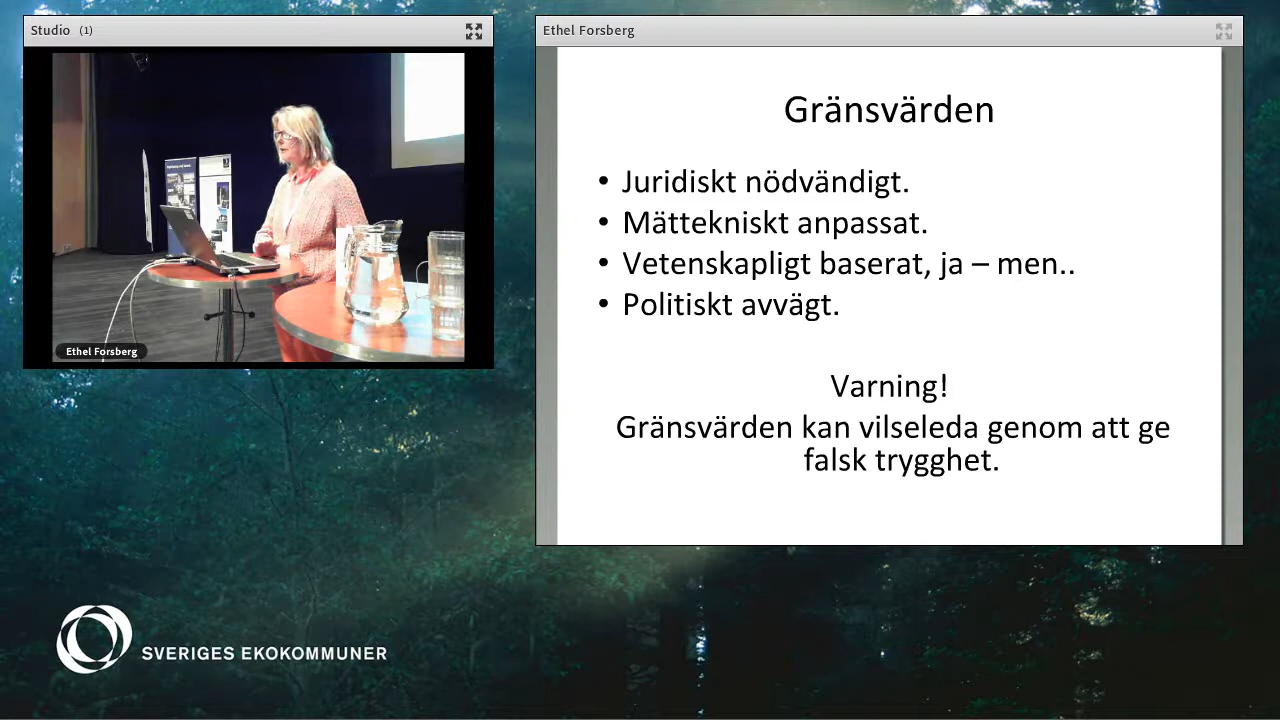 Studio (1)
Ethel Forsberg
Ethel Forsberg
Gränsvärden
• Juridiskt nödvändigt.
• Mättekniskt anpassat.
• Vetenskapligt baserat, ja – men..
• Politiskt avvägt.
Varning!
Gränsvärden kan vilseleda genom att ge
falsk trygghet.
SVERIGES EKOKOMMUNER